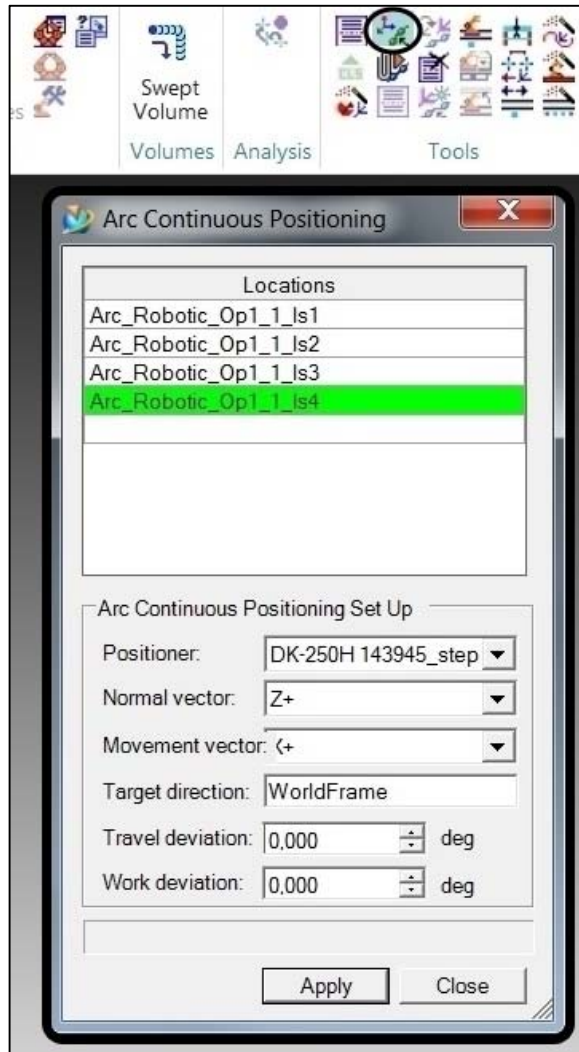 Swept
Volume
Volumes
Analysis
Tools
Arc Continuous Positioning
Locations
Arc_Robotic_Op1_1_ls1
Arc_Robotic_Op1_1_ls2
Arc_Robotic_Op1_1_ls3
Arc_Robotic_Op1_1_ls4
Arc Continuous Positioning Set Up
Positioner: DK-250H 143945_step
Normal vector: Z+
Movement vector: X+
Target direction: WorldFrame
Travel deviation: 0,000 deg
Work deviation: 0,000 deg
Apply Close